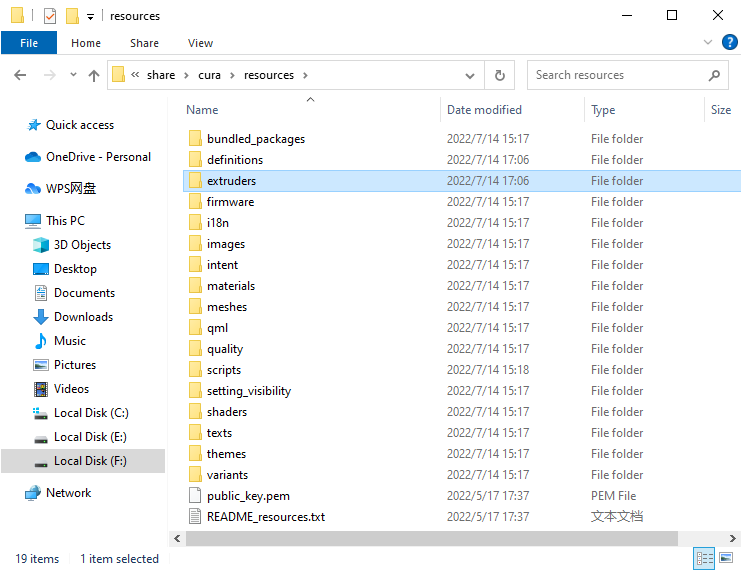 resources
File Home Share View
« share > cura > resources > Search resources
Name Date modified Type Size
Quick access
OneDrive - Personal
WPS网盘
This PC
3D Objects
Desktop
Documents
Downloads
Music
Pictures
Videos
Local Disk (C:)
Local Disk (E:)
Local Disk (F:)
Network
bundled_packages 2022/7/14 15:17 File folder
definitions 2022/7/14 17:06 File folder
extruders 2022/7/14 17:06 File folder
firmware 2022/7/14 15:17 File folder
i18n 2022/7/14 15:17 File folder
images 2022/7/14 15:17 File folder
intent 2022/7/14 15:17 File folder
materials 2022/7/14 15:17 File folder
meshes 2022/7/14 15:17 File folder
qml 2022/7/14 15:17 File folder
quality 2022/7/14 15:17 File folder
scripts 2022/7/14 15:18 File folder
setting_visibility 2022/7/14 15:17 File folder
shaders 2022/7/14 15:17 File folder
texts 2022/7/14 15:17 File folder
themes 2022/7/14 15:17 File folder
variants 2022/7/14 15:17 File folder
public_key.pem 2022/5/17 17:37 PEM File
README_resources.txt 2022/5/17 17:37 文本文档
19 items 1 item selected